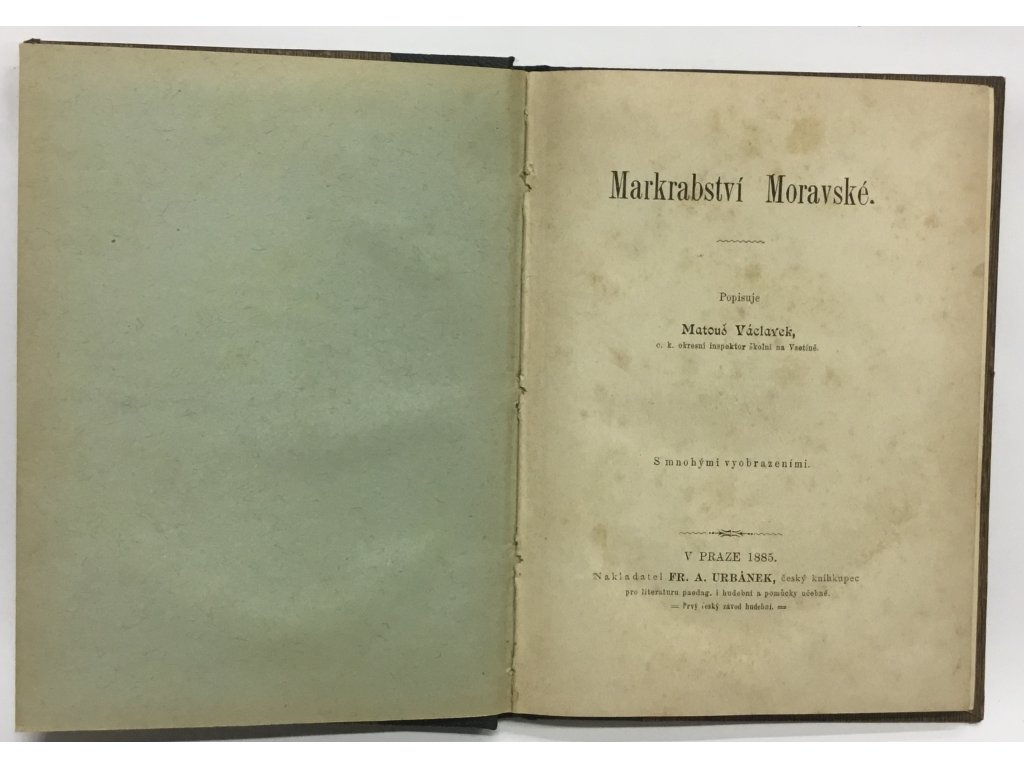 Markrabství Moravské.
Popisuje
Matouš Václavek,
c. k. okresní inspektor školní na Vsetíně.
S mnohými vyobrazeními.
V PRAZE 1885.
Nakladatel FR. A. URBÁNEK, český knihkupec
pro literaturu paedag. i hudební a pomůcky učebné.
= Prvý český závod hudební. =